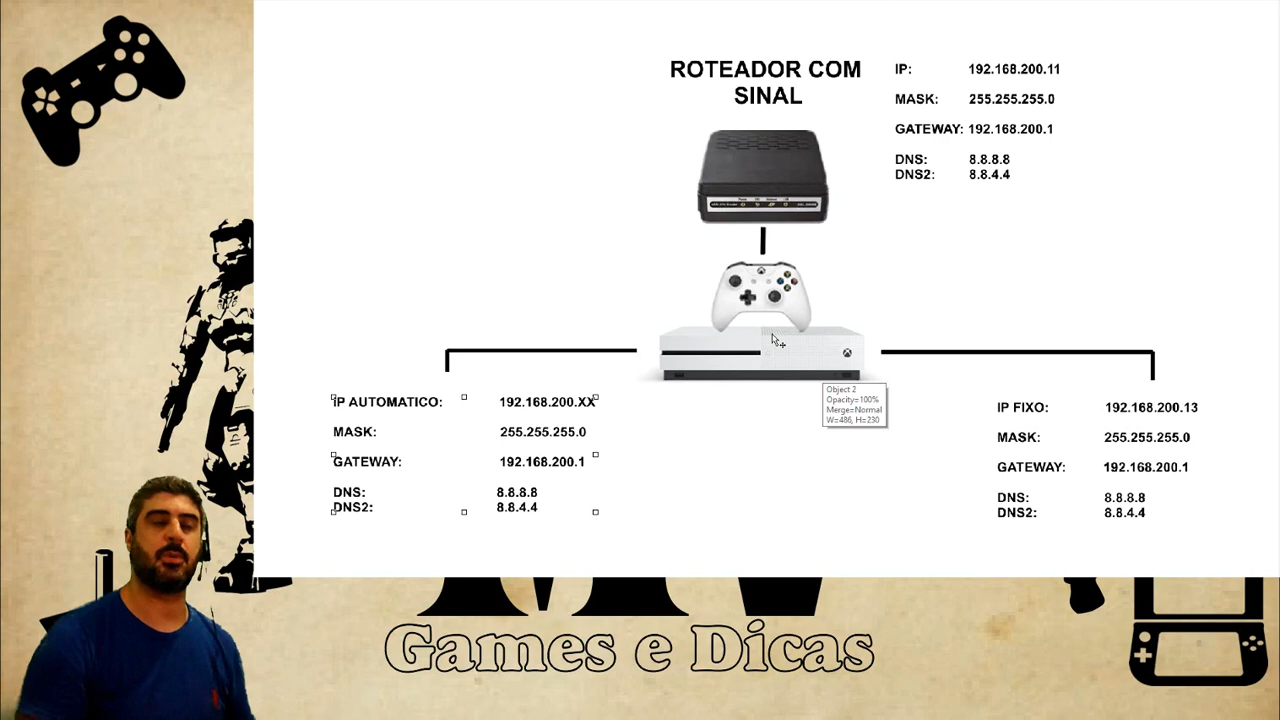 ROTEADOR COM
SINAL
IP: 192.168.200.11
MASK: 255.255.255.0
GATEWAY: 192.168.200.1
DNS: 8.8.8.8
DNS2: 8.8.4.4
Object 2
Opacity=100%
Merge=Normal
W=486, H=230
IP AUTOMATICO: 192.168.200.XX
MASK: 255.255.255.0
GATEWAY: 192.168.200.1
DNS: 8.8.8.8
DNS2: 8.8.4.4
IP FIXO: 192.168.200.13
MASK: 255.255.255.0
GATEWAY: 192.168.200.1
DNS: 8.8.8.8
DNS2: 8.8.4.4
Games e Dicas